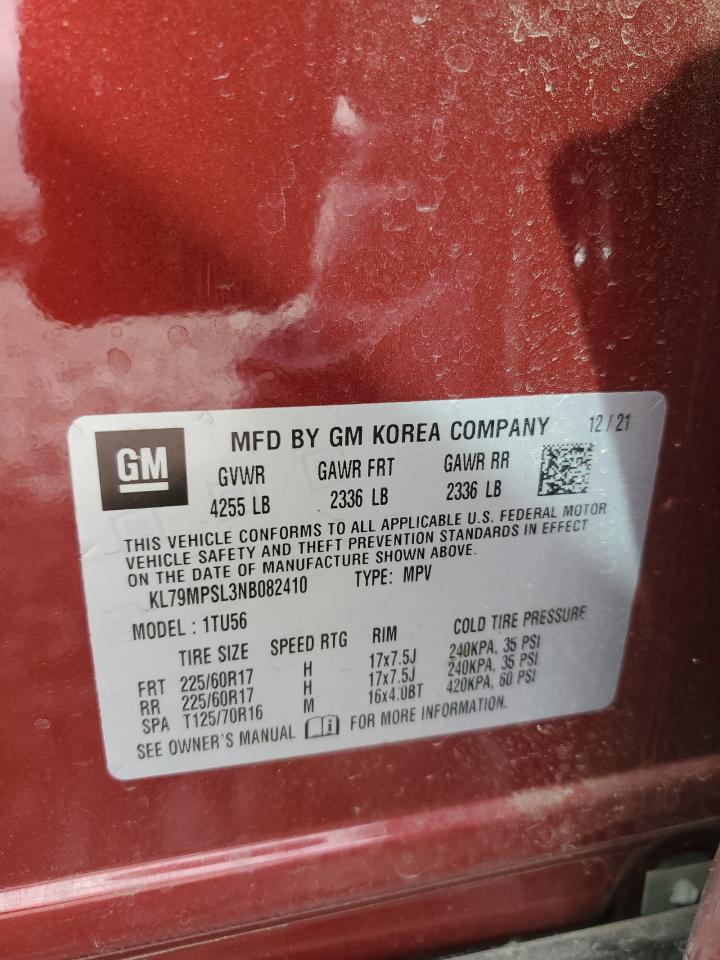 GM
MFD BY GM KOREA COMPANY 12/21
GVWR GAWR FRT GAWR RR
4255 LB 2336 LB 2336 LB
THIS VEHICLE CONFORMS TO ALL APPLICABLE U.S. FEDERAL MOTOR
VEHICLE SAFETY AND THEFT PREVENTION STANDARDS IN EFFECT
ON THE DATE OF MANUFACTURE SHOWN ABOVE.
KL79MPSL3NB082410 TYPE: MPV
MODEL : 1TU56
TIRE SIZE SPEED RTG RIM COLD TIRE PRESSURE
FRT 225/60R17 H 17x7.5J 240KPA, 35 PSI
RR 225/60R17 H 17x7.5J 240KPA, 35 PSI
SPA T125/70R16 M 16x4.0BT 420KPA, 60 PSI
SEE OWNER'S MANUAL FOR MORE INFORMATION.